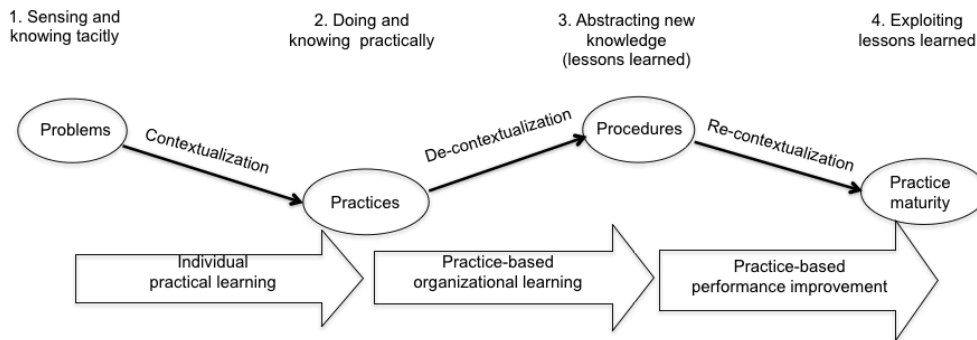 1. Sensing and
knowing tacitly
2. Doing and
knowing practically
3. Abstracting new
knowledge
(lessons learned)
4. Exploiting
lessons learned
Problems
Contextualization
Practices
De-contextualization
Procedures
Re-contextualization
Practice
maturity
Individual
practical learning
Practice-based
organizational learning
Practice-based
performance improvement